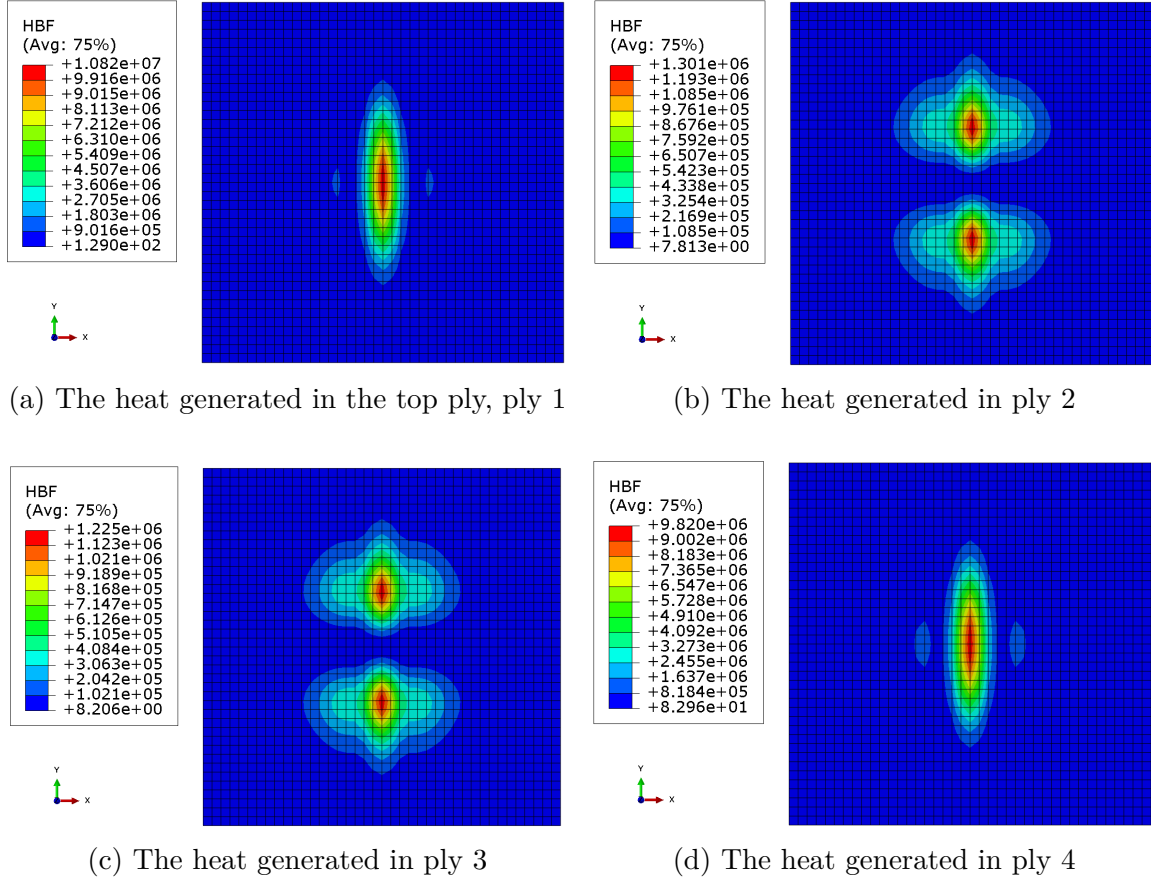 HBF
(Avg: 75%)
+1.082e+07
+9.916e+06
+9.015e+06
+8.113e+06
+7.212e+06
+6.310e+06
+5.409e+06
+4.507e+06
+3.606e+06
+2.705e+06
+1.803e+06
+9.016e+05
+1.290e+02
Y
X
(a) The heat generated in the top ply, ply 1
HBF
(Avg: 75%)
+1.301e+06
+1.193e+06
+1.085e+06
+9.761e+05
+8.676e+05
+7.592e+05
+6.507e+05
+5.423e+05
+4.338e+05
+3.254e+05
+2.169e+05
+1.085e+05
+7.813e+00
Y
X
(b) The heat generated in ply 2
HBF
(Avg: 75%)
+1.225e+06
+1.123e+06
+1.021e+06
+9.189e+05
+8.168e+05
+7.147e+05
+6.126e+05
+5.105e+05
+4.084e+05
+3.063e+05
+2.042e+05
+1.021e+05
+8.206e+00
Y
X
(c) The heat generated in ply 3
HBF
(Avg: 75%)
+9.820e+06
+9.002e+06
+8.183e+06
+7.365e+06
+6.547e+06
+5.728e+06
+4.910e+06
+4.092e+06
+3.273e+06
+2.455e+06
+1.637e+06
+8.184e+05
+8.296e+01
Y
X
(d) The heat generated in ply 4